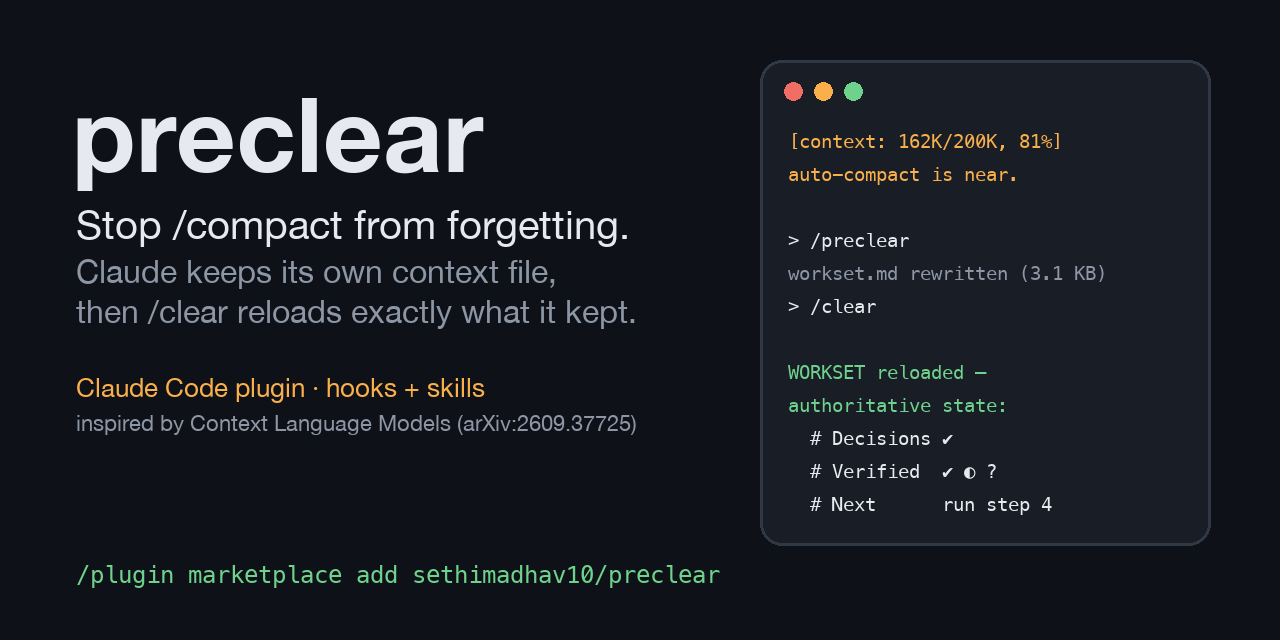 preclear
Stop /compact from forgetting.
Claude keeps its own context file,
then /clear reloads exactly what it kept.
Claude Code plugin · hooks + skills
inspired by Context Language Models (arXiv:2609.37725)
/plugin marketplace add sethimadhav10/preclear
[context: 162K/200K, 81%]
auto-compact is near.
> /preclear
workset.md rewritten (3.1 KB)
> /clear
WORKSET reloaded —
authoritative state:
# Decisions ✔
# Verified ✔ ◐ ?
# Next run step 4